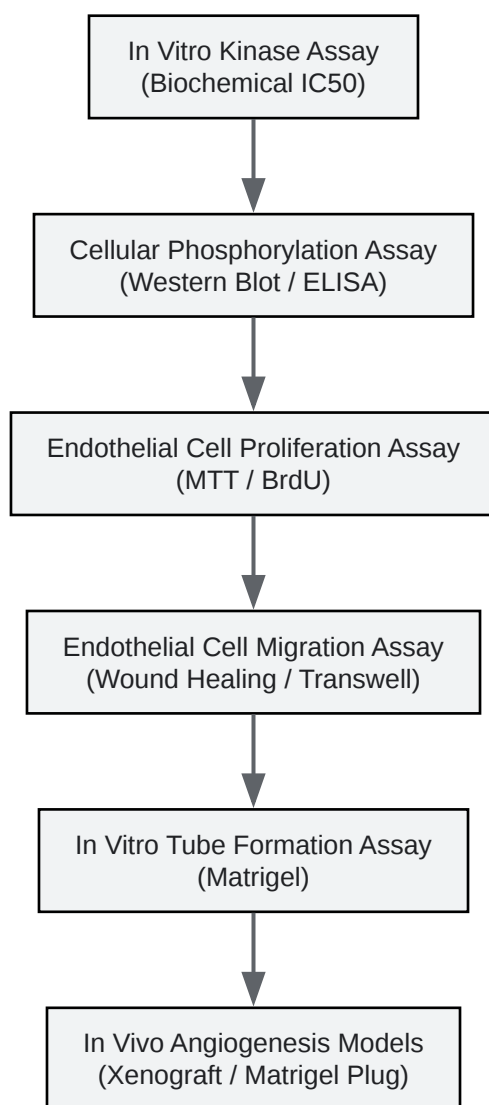 In Vitro Kinase Assay
(Biochemical IC50)
Cellular Phosphorylation Assay
(Western Blot / ELISA)
Endothelial Cell Proliferation Assay
(MTT / BrdU)
Endothelial Cell Migration Assay
(Wound Healing / Transwell)
In Vitro Tube Formation Assay
(Matrigel)
In Vivo Angiogenesis Models
(Xenograft / Matrigel Plug)